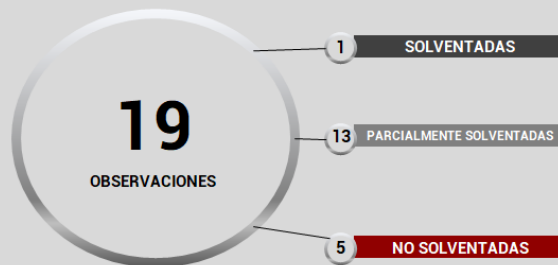 19
OBSERVACIONES
1 SOLVENTADAS
13 PARCIALMENTE SOLVENTADAS
5 NO SOLVENTADAS